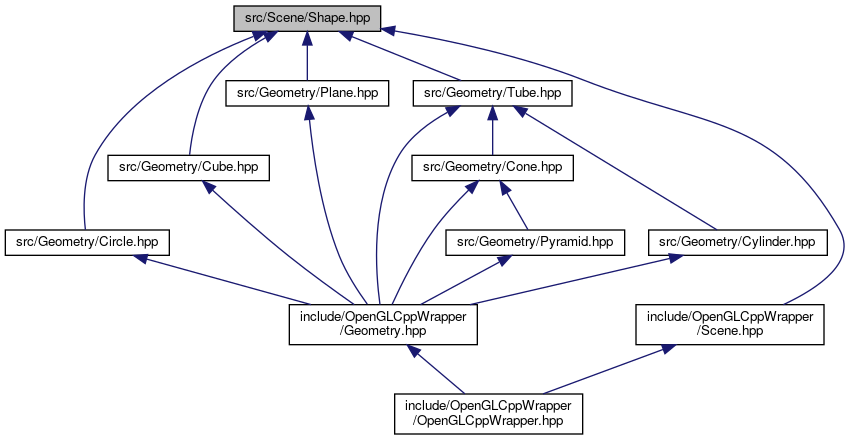 src/Scene/Shape.hpp
src/Geometry/Plane.hpp
src/Geometry/Tube.hpp
src/Geometry/Cube.hpp
src/Geometry/Cone.hpp
src/Geometry/Circle.hpp
src/Geometry/Pyramid.hpp
src/Geometry/Cylinder.hpp
include/OpenGLCppWrapper
/Geometry.hpp
include/OpenGLCppWrapper
/Scene.hpp
include/OpenGLCppWrapper
/OpenGLCppWrapper.hpp